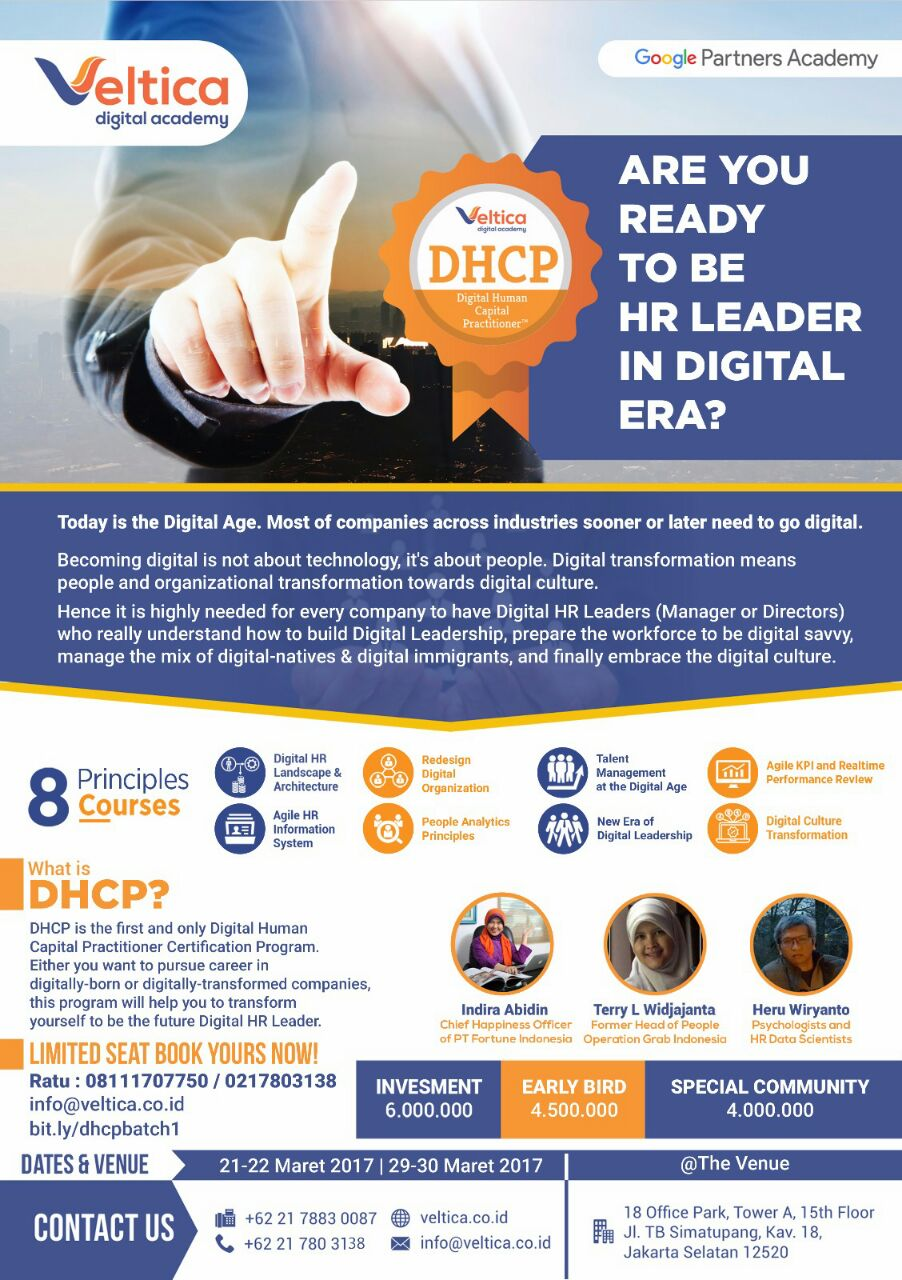 Veltica
digital academy
Google Partners Academy
ARE YOU
READY
TO BE
HR LEADER
IN DIGITAL
ERA?
Veltica
digital academy
DHCP
Digital Human
Capital
Practitioner™
Today is the Digital Age. Most of companies across industries sooner or later need to go digital.
Becoming digital is not about technology, it's about people. Digital transformation means
people and organizational transformation towards digital culture.
Hence it is highly needed for every company to have Digital HR Leaders (Manager or Directors)
who really understand how to build Digital Leadership, prepare the workforce to be digital savvy,
manage the mix of digital-natives & digital immigrants, and finally embrace the digital culture.
8 Principles
Courses
Digital HR
Landscape &
Architecture
Redesign
Digital
Organization
Talent
Management
at the Digital Age
Agile KPI and Realtime
Performance Review
Agile HR
Information
System
People Analytics
Principles
New Era of
Digital Leadership
Digital Culture
Transformation
What is
DHCP?
DHCP is the first and only Digital Human
Capital Practitioner Certification Program.
Either you want to pursue career in
digitally-born or digitally-transformed companies,
this program will help you to transform
yourself to be the future Digital HR Leader.
Indira Abidin
Chief Happiness Officer
of PT Fortune Indonesia
Terry L Widjajanta
Former Head of People
Operation Grab Indonesia
Heru Wiryanto
Psychologists and
HR Data Scientists
LIMITED SEAT BOOK YOURS NOW!
Ratu : 08111707750 / 0217803138
info@veltica.co.id
bit.ly/dhcpbatch1
INVESMENT
6.000.000
EARLY BIRD
4.500.000
SPECIAL COMMUNITY
4.000.000
DATES & VENUE
21-22 Maret 2017 | 29-30 Maret 2017
@The Venue
CONTACT US
+62 21 7883 0087
veltica.co.id
+62 21 780 3138
info@veltica.co.id
18 Office Park, Tower A, 15th Floor
Jl. TB Simatupang, Kav. 18,
Jakarta Selatan 12520